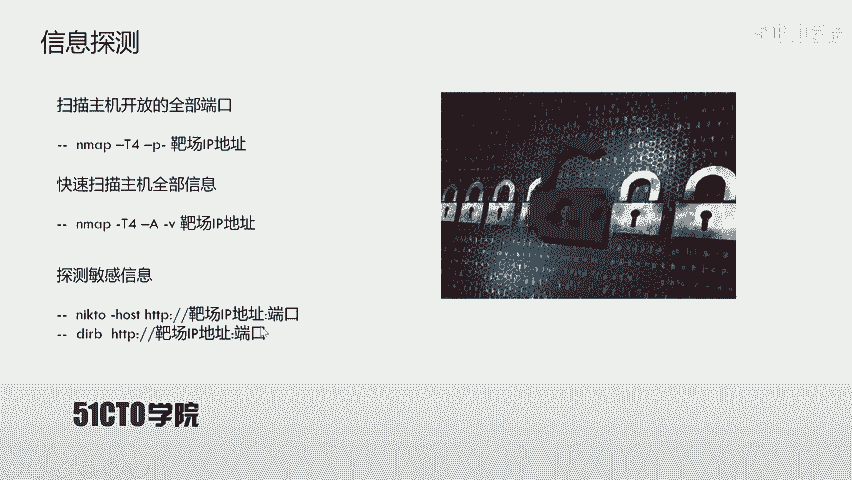 信息探测
扫描主机开放的全部端口
-- nmap –T4 –p- 靶场IP地址
快速扫描主机全部信息
-- nmap -T4 –A -v 靶场IP地址
探测敏感信息
-- nikto -host http://靶场IP地址:端口
-- dirb http://靶场IP地址:端口
51CTO学院